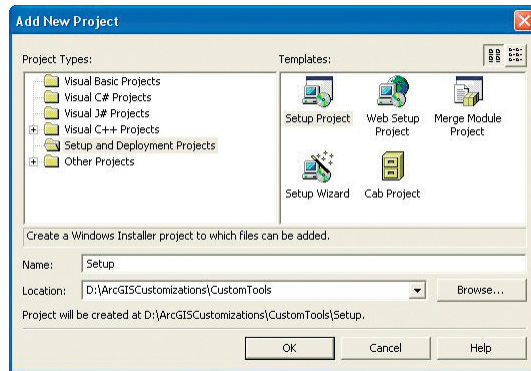 Add New Project
Project Types:
Templates:
Visual Basic Projects
Visual C# Projects
Visual J# Projects
Visual C++ Projects
Setup and Deployment Projects
Other Projects
Setup Project
Web Setup
Project
Merge Module
Project
Setup Wizard
Cab Project
Create a Windows Installer project to which files can be added.
Name:
Setup
Location:
D:\ArcGISCustomizations\CustomTools
Browse...
Project will be created at D:\ArcGISCustomizations\CustomTools\Setup.
OK
Cancel
Help